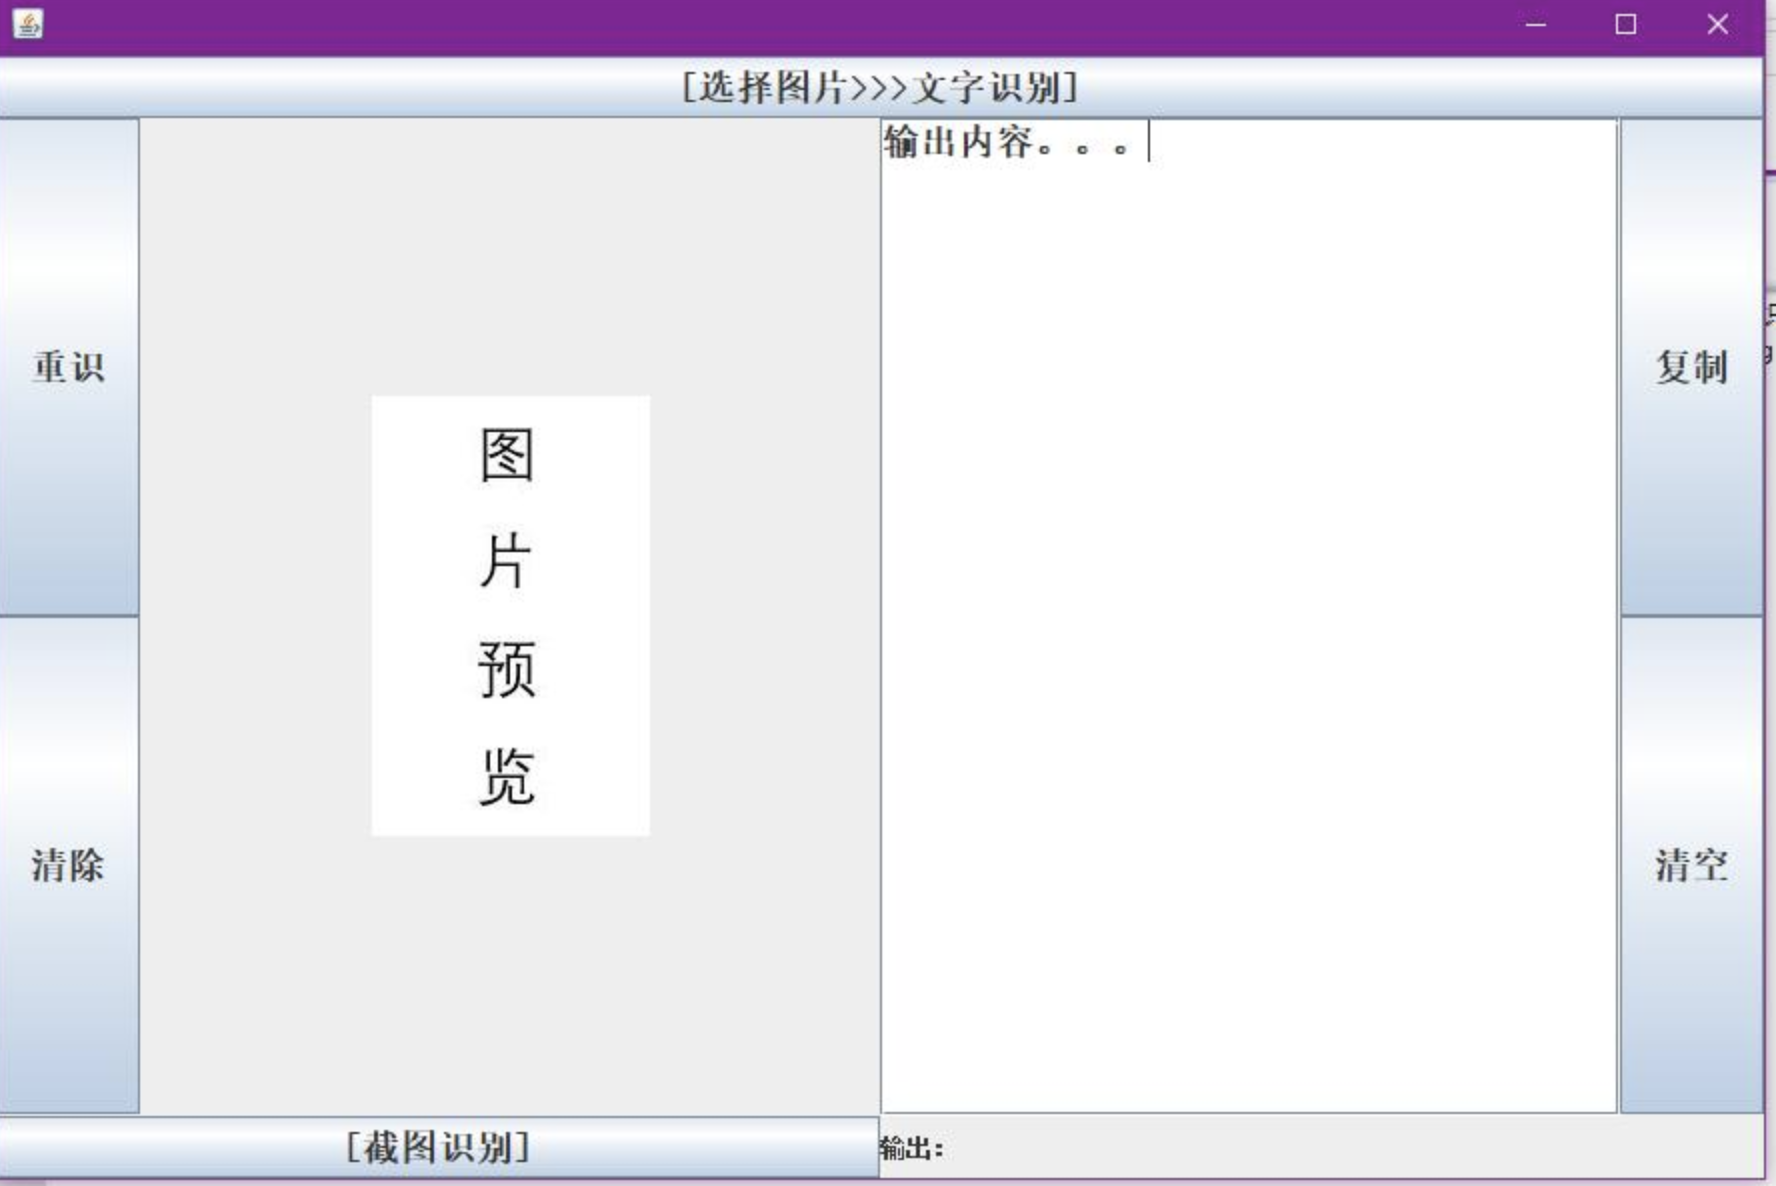 [选择图片>>>文字识别]
重识
清除
图
片
预
览
输出内容。。。
复制
清空
[截图识别]
输出: